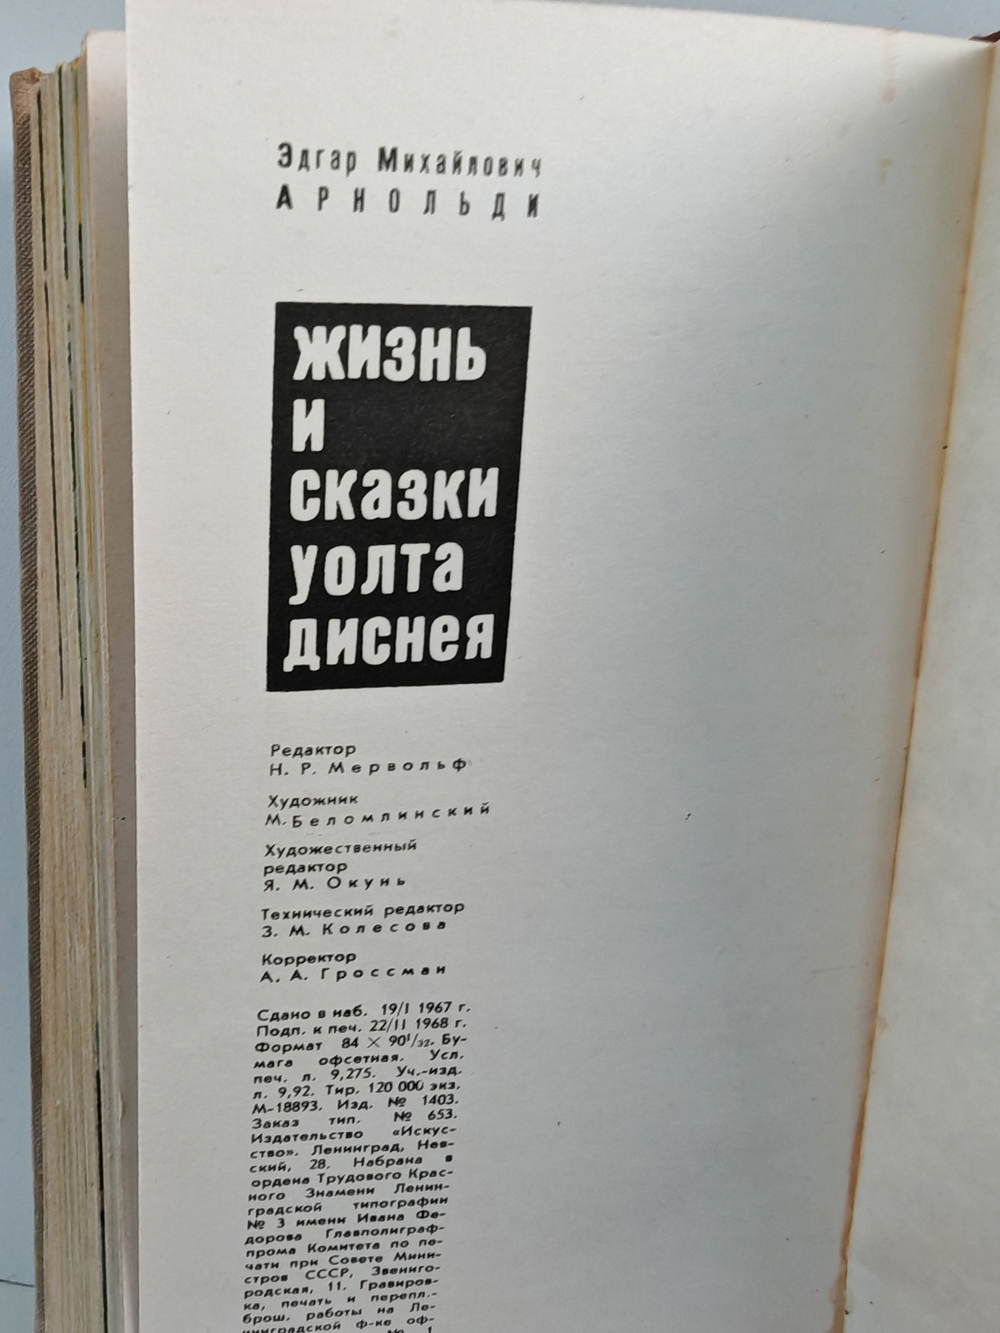 Эдгар Михайлович
АРНОЛЬДИ
жизнь
и
сказки
уолта
диснея
Редактор
Н. Р. Мервольф
Художник
М. Беломлинский
Художественный
редактор
Я. М. Окунь
Технический редактор
З. М. Колесова
Корректор
А. А. Гроссман
Сдано в наб. 19/I 1967 г.
Подп. к печ. 22/II 1968 г.
Формат 84 × 90¹/₃₂. Бу-
мага офсетная. Усл.
печ. л. 9,275. Уч.-изд.
л. 9,92. Тир. 120 000 экз.
М-18893. Изд. № 1403.
Заказ тип. № 653.
Издательство «Искус-
ство». Ленинград, Нев-
ский, 28. Набрана в
ордена Трудового Крас-
ного Знамени Ленин-
градской типографии
№ 3 имени Ивана Фе-
дорова Главполиграф-
прома Комитета по пе-
чати при Совете Мини-
стров СССР, Звениго-
родская, 11. Гравиров-
ка, печать и перепл.-
брош. работы на Ле-
нинградской ф-ке оф-
№ 1